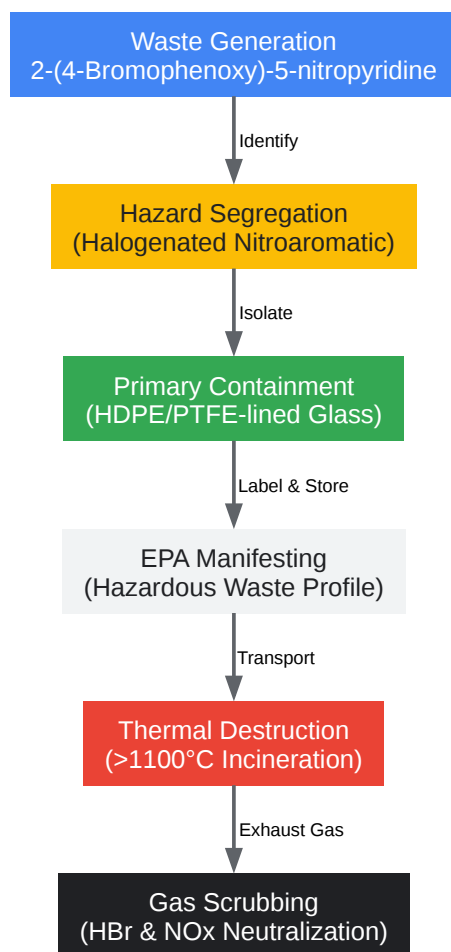 Waste Generation
2-(4-Bromophenoxy)-5-nitropyridine
Identify
Hazard Segregation
(Halogenated Nitroaromatic)
Isolate
Primary Containment
(HDPE/PTFE-lined Glass)
Label & Store
EPA Manifesting
(Hazardous Waste Profile)
Transport
Thermal Destruction
(>1100°C Incineration)
Exhaust Gas
Gas Scrubbing
(HBr & NOx Neutralization)